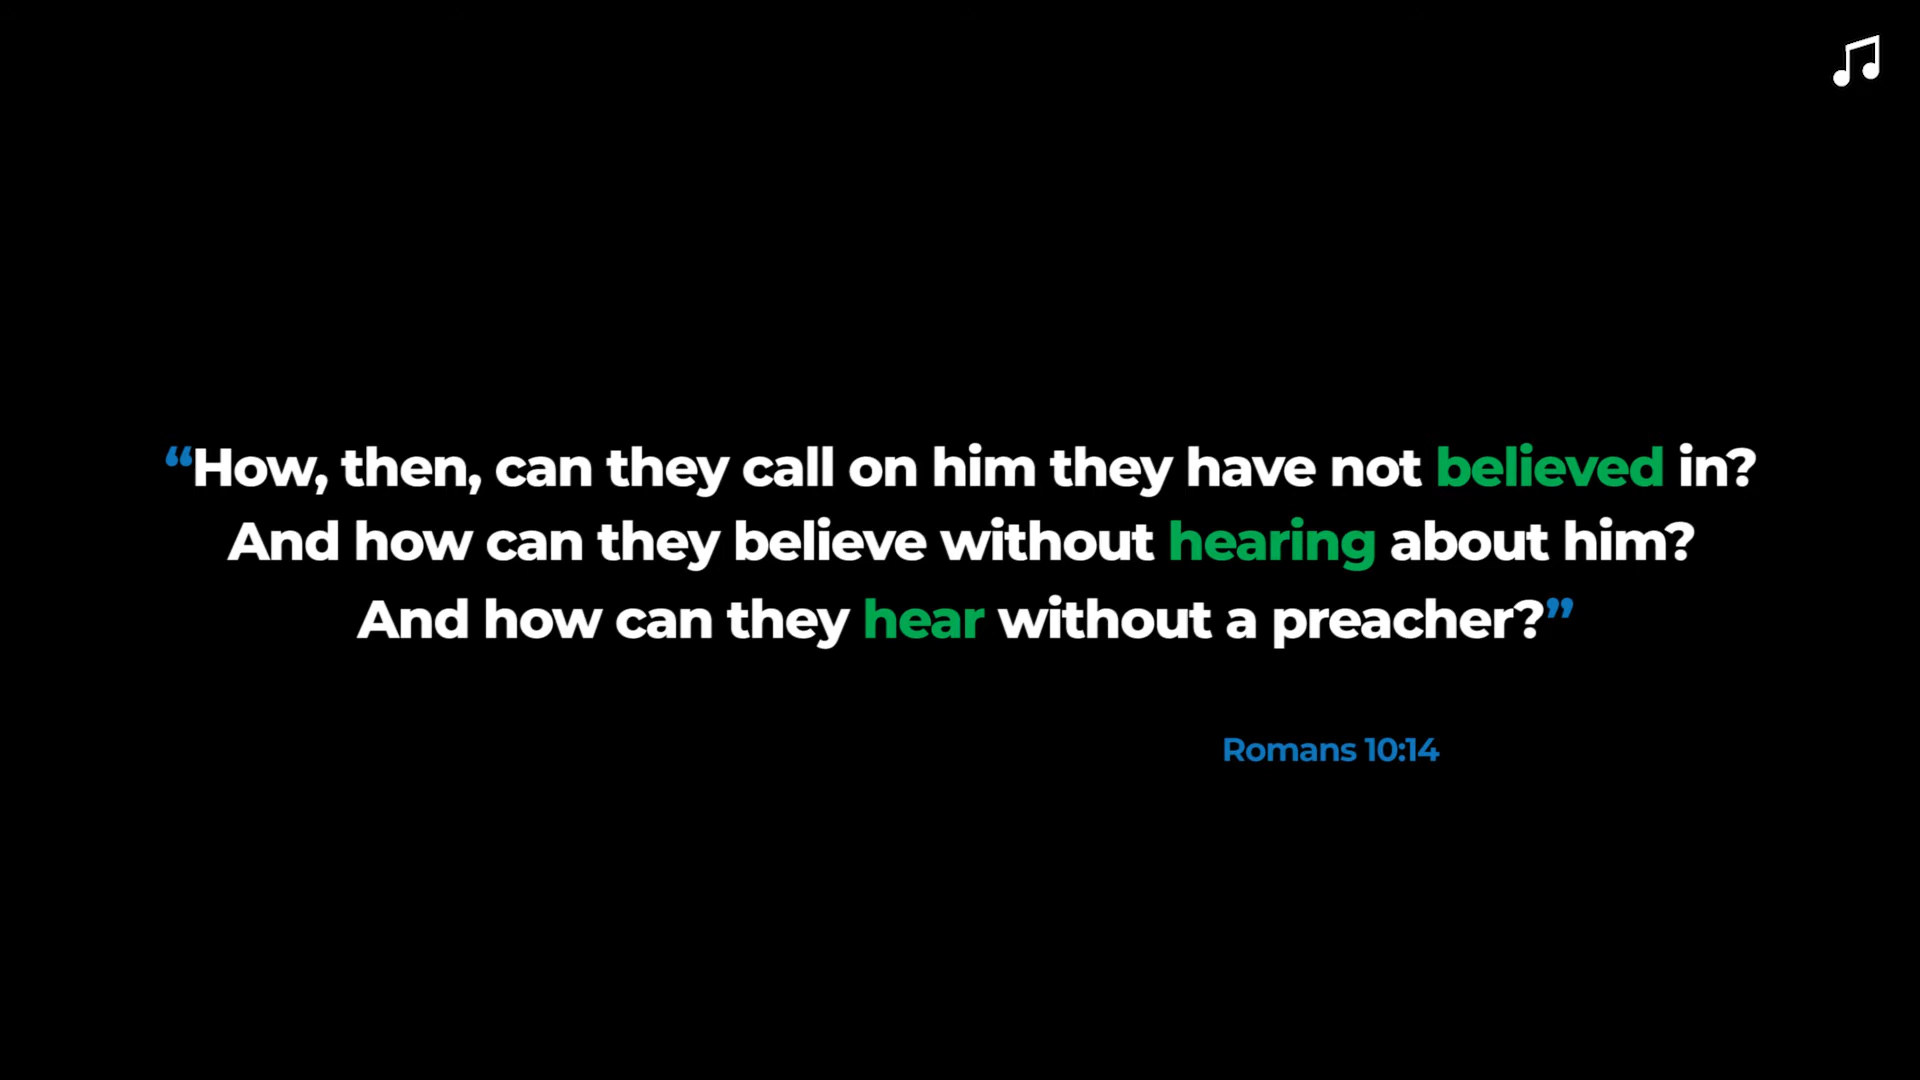 “How, then, can they call on him they have not believed in?
And how can they believe without hearing about him?
And how can they hear without a preacher?”
Romans 10:14